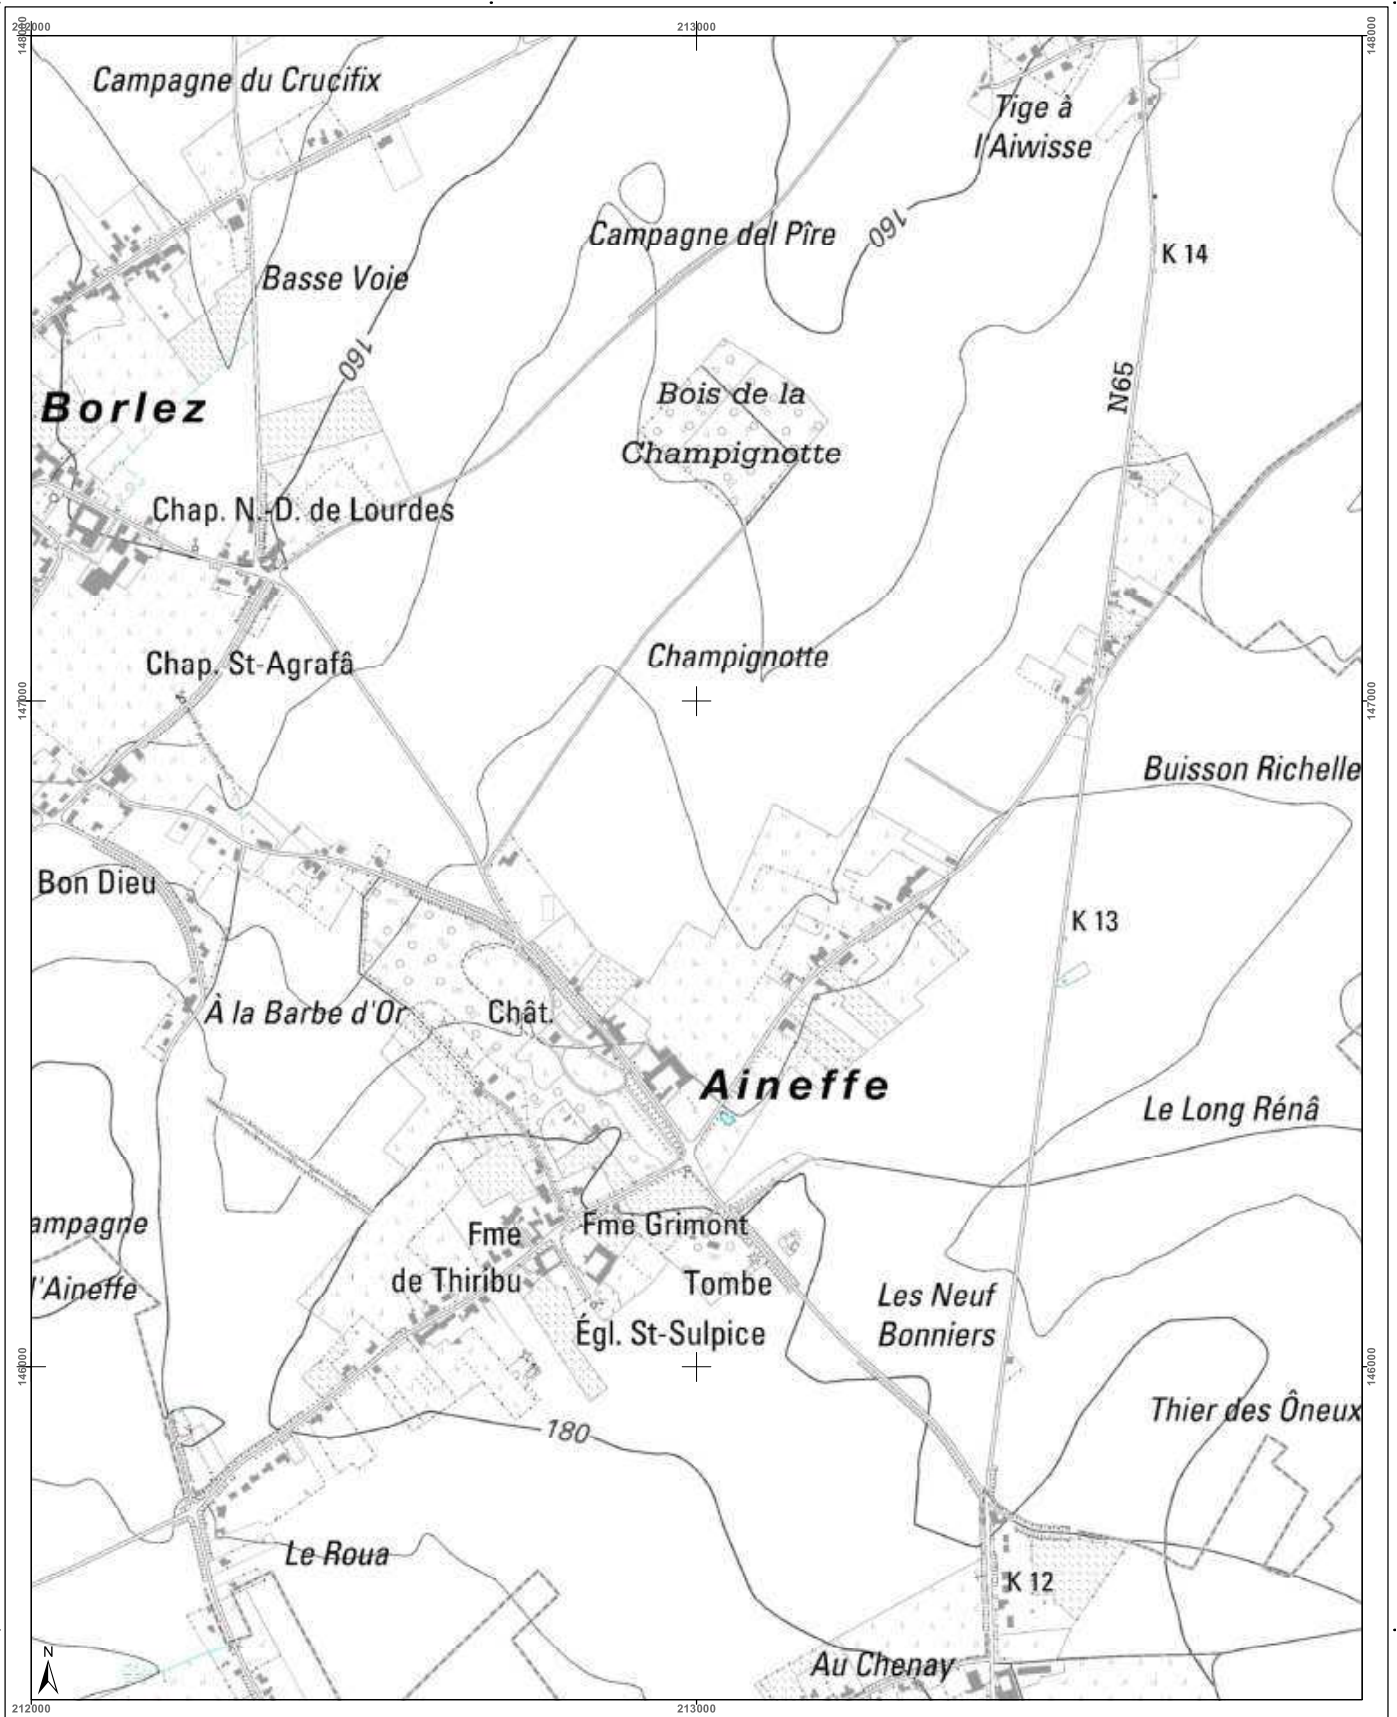 212000
213000
148000
148000
Campagne du Crucifix
Tige à
l'Aiwisse
Campagne del Pîre
160
K 14
Basse Voie
160
N65
Borlez
Bois de la
Champignotte
Chap. N.-D. de Lourdes
Champignotte
Chap. St-Agrafâ
147000
147000
Buisson Richelle
Bon Dieu
K 13
À la Barbe d'Or
Chât.
Aineffe
Le Long Rénâ
ampagne
Fme Grimont
Fme
de Thiribu
l'Aineffe
Tombe
Les Neuf
Bonniers
Égl. St-Sulpice
146000
146000
Thier des Ôneux
180
Le Roua
K 12
Au Chenay
N
212000
213000